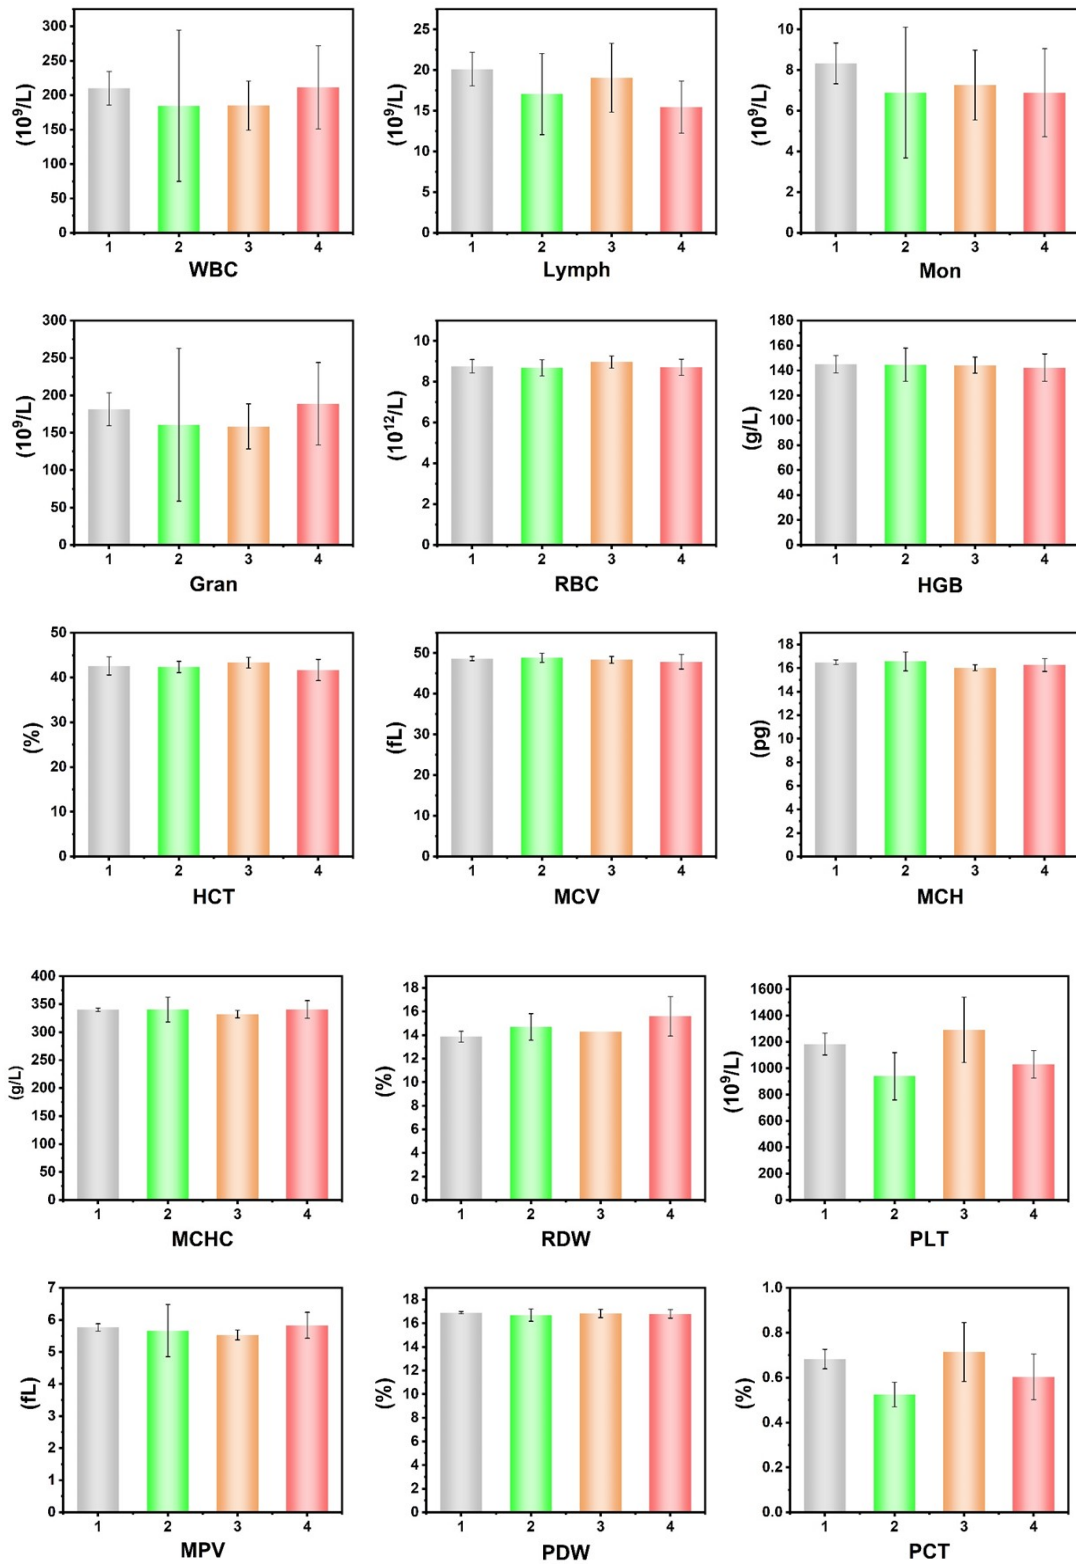 (10⁹/L)
300
250
200
150
100
50
0
1 2 3 4
WBC
(10⁹/L)
25
20
15
10
5
0
1 2 3 4
Lymph
(10⁹/L)
10
8
6
4
2
0
1 2 3 4
Mon
(10⁹/L)
300
250
200
150
100
50
0
1 2 3 4
Gran
(10¹²/L)
10
8
6
4
2
0
1 2 3 4
RBC
(g/L)
180
160
140
120
100
80
60
40
20
0
1 2 3 4
HGB
(%)
50
40
30
20
10
0
1 2 3 4
HCT
(fL)
50
40
30
20
10
0
1 2 3 4
MCV
(pg)
18
16
14
12
10
8
6
4
2
0
1 2 3 4
MCH
(g/L)
400
350
300
250
200
150
100
50
0
1 2 3 4
MCHC
(%)
18
16
14
12
10
8
6
4
2
0
1 2 3 4
RDW
(10⁹/L)
1600
1400
1200
1000
800
600
400
200
0
1 2 3 4
PLT
(fL)
7
6
5
4
3
2
1
0
1 2 3 4
MPV
(%)
18
16
14
12
10
8
6
4
2
0
1 2 3 4
PDW
(%)
1.0
0.8
0.6
0.4
0.2
0.0
1 2 3 4
PCT